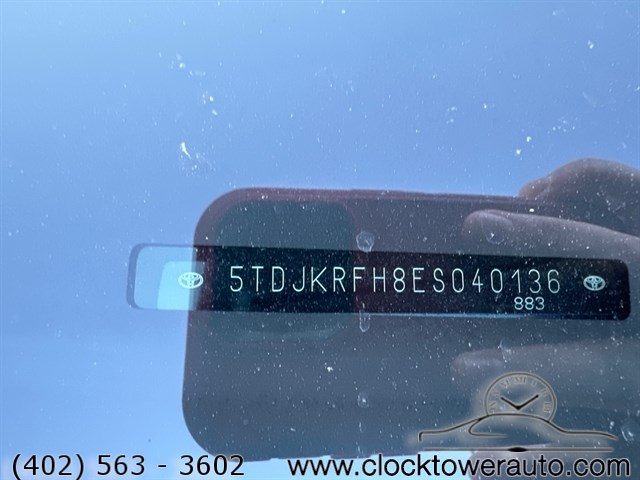 5TDJKRFH8ES040136
883
(402) 563 - 3602
www.clocktowerauto.com